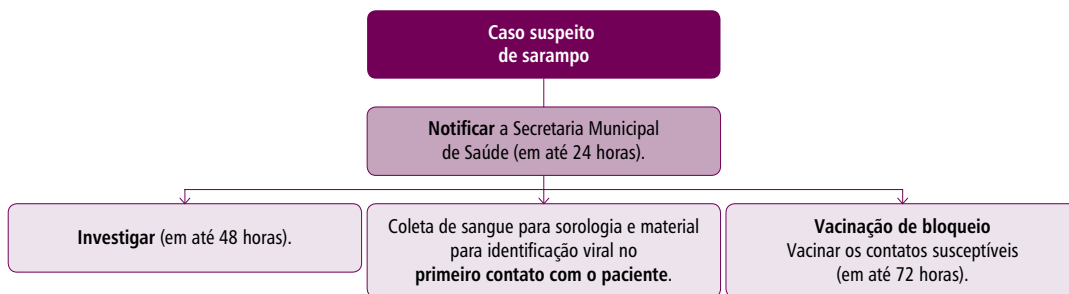 Caso suspeito
de sarampo
Notificar a Secretaria Municipal
de Saúde (em até 24 horas).
Investigar (em até 48 horas).
Coleta de sangue para sorologia e material
para identificação viral no
primeiro contato com o paciente.
Vacinação de bloqueio
Vacinar os contatos susceptíveis
(em até 72 horas).